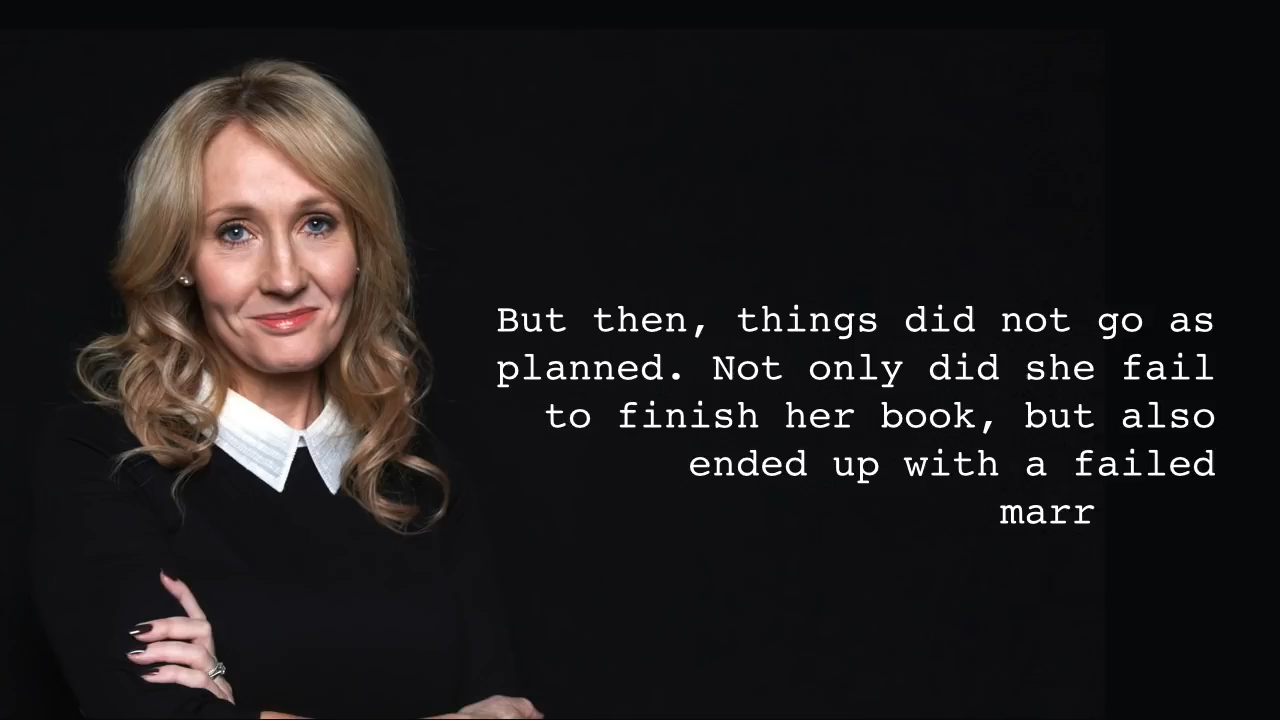 But then, things did not go as
planned. Not only did she fail
to finish her book, but also
ended up with a failed
marr